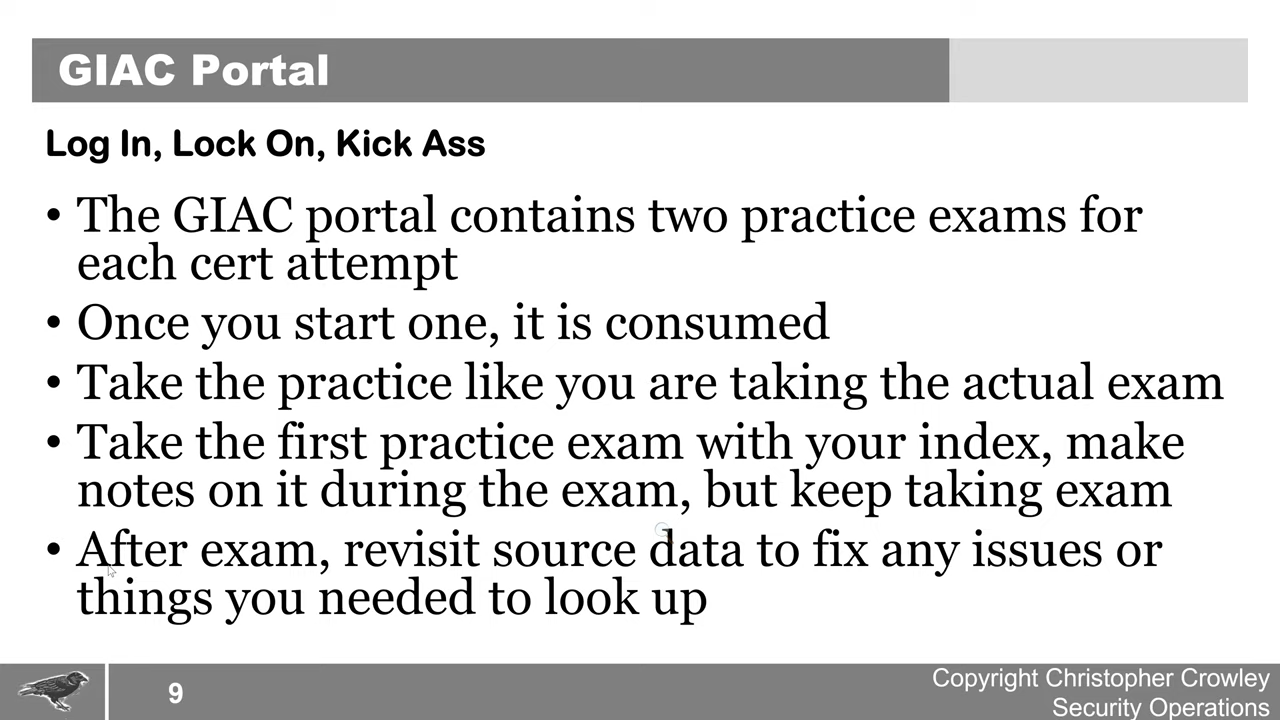 GIAC Portal
Log In, Lock On, Kick Ass
• The GIAC portal contains two practice exams for
each cert attempt
• Once you start one, it is consumed
• Take the practice like you are taking the actual exam
• Take the first practice exam with your index, make
notes on it during the exam, but keep taking exam
• After exam, revisit source data to fix any issues or
things you needed to look up
9
Copyright Christopher Crowley
Security Operations